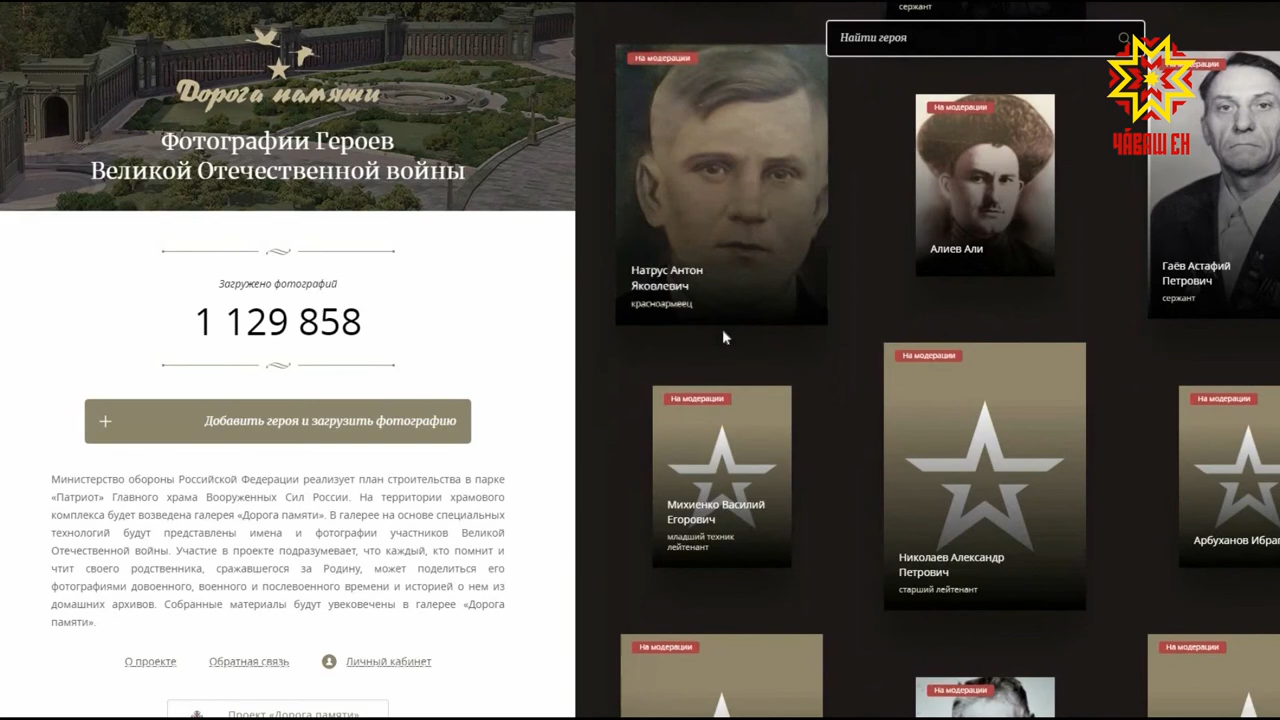 Дорога памяти
Фотографии Героев
Великой Отечественной войны
Загружено фотографий
1 129 858
Добавить героя и загрузить фотографию
Министерство обороны Российской Федерации реализует план строительства в парке
«Патриот» Главного храма Вооруженных Сил России. На территории храмового
комплекса будет возведена галерея «Дорога памяти». В галерее на основе специальных
технологий будут представлены имена и фотографии участников Великой
Отечественной войны. Участие в проекте подразумевает, что каждый, кто помнит и
чтит своего родственника, сражавшегося за Родину, может поделиться его
фотографиями довоенного, военного и послевоенного времени и историей о нем из
домашних архивов. Собранные материалы будут увековечены в галерее «Дорога
памяти».
О проекте Обратная связь Личный кабинет
Проект «Дорога памяти»
сержант
Найти героя
На модерации
Натрус Антон
Яковлевич
красноармеец
На модерации
Алиев Али
На модерации
Гаёв Астафий
Петрович
сержант
ЧӐВАШ ЕН
На модерации
Михиенко Василий
Егорович
младший техник
лейтенант
На модерации
Николаев Александр
Петрович
старший лейтенант
На модерации
На модерации
На модерации
На модерации